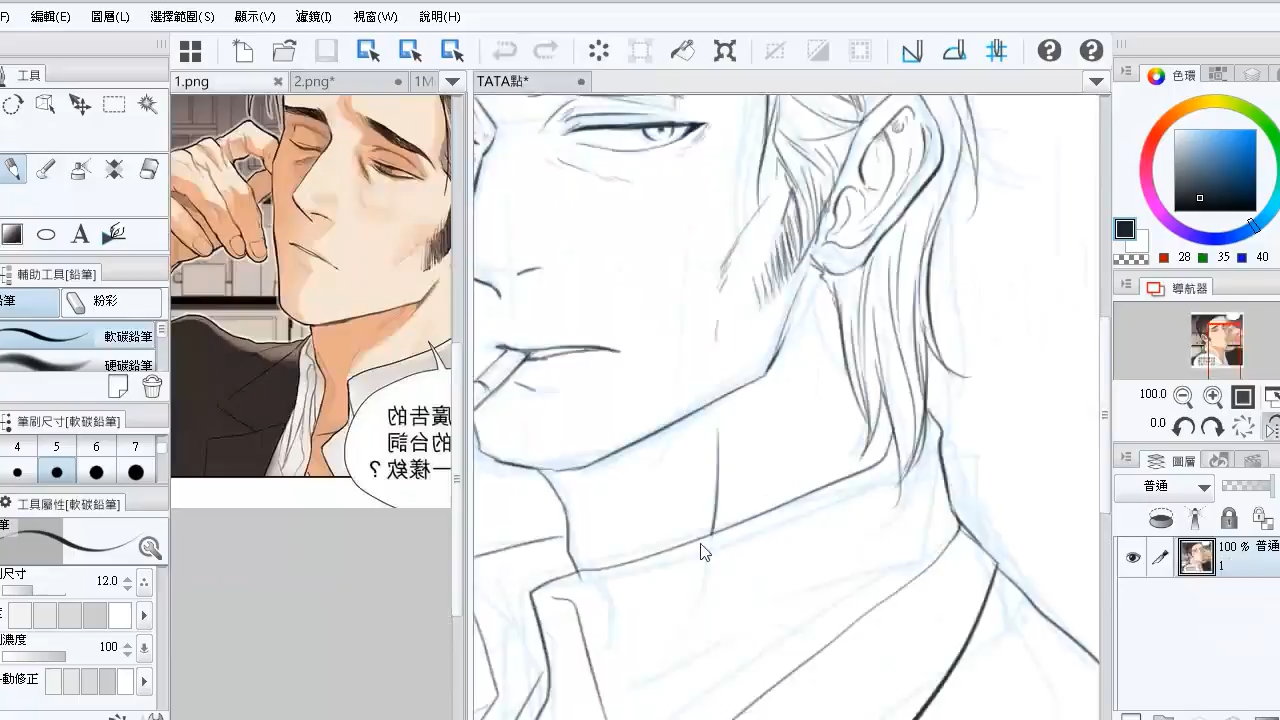 F) 編輯(E) 圖層(L) 選擇範圍(S) 顯示(V) 濾鏡(I) 視窗(W) 說明(H)
工具
1.png 2.png* 1M TATA點*
色環
28 35 40
輔助工具[鉛筆]
鉛筆 粉彩
軟碳鉛筆
硬碳鉛筆
筆刷尺寸[軟碳鉛筆]
4 5 6 7
工具屬性[軟碳鉛筆]
筆
尺寸 12.0
濃度 100
動修正
廣告的
的台詞
一樣欸？
導航器
100.0
0.0
圖層
普通
100 % 普通
1